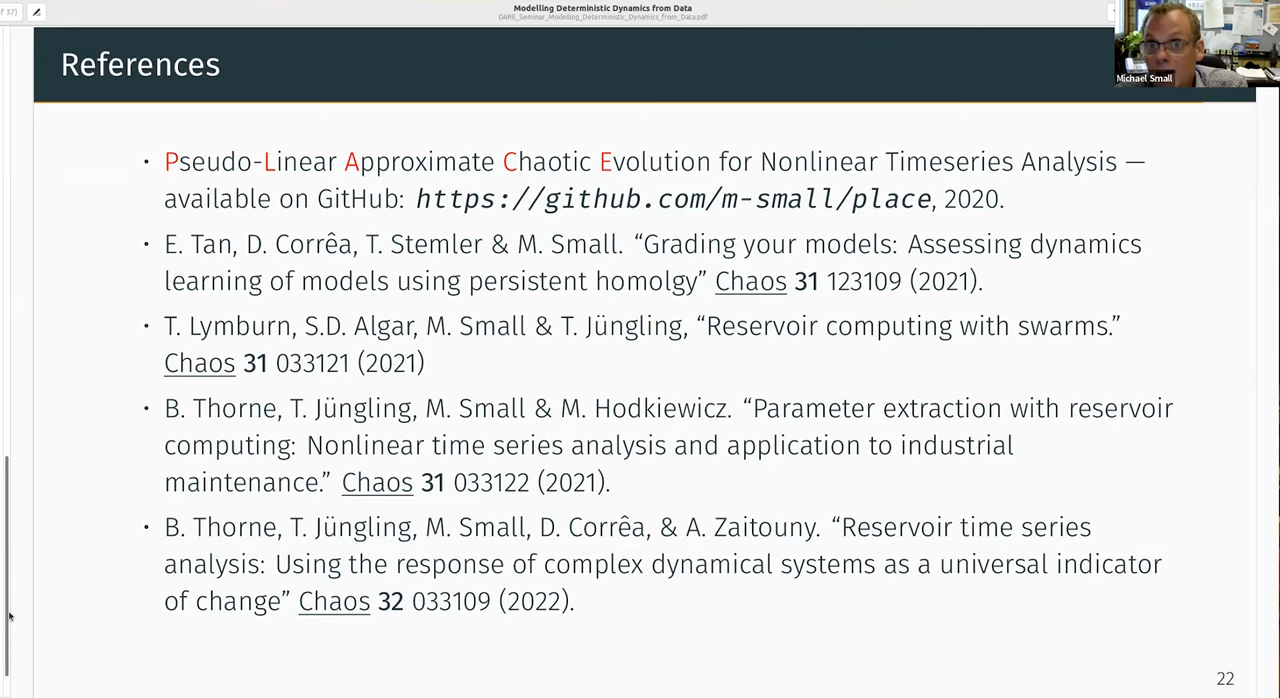 f 37)
Modelling Deterministic Dynamics from Data
DARE_Seminar_Modelling_Deterministic_Dynamics_from_Data.pdf
References
Michael Small
• Pseudo-Linear Approximate Chaotic Evolution for Nonlinear Timeseries Analysis —
available on GitHub: https://github.com/m-small/place, 2020.
• E. Tan, D. Corrêa, T. Stemler & M. Small. “Grading your models: Assessing dynamics
learning of models using persistent homolgy” Chaos 31 123109 (2021).
• T. Lymburn, S.D. Algar, M. Small & T. Jüngling, “Reservoir computing with swarms.”
Chaos 31 033121 (2021)
• B. Thorne, T. Jüngling, M. Small & M. Hodkiewicz. “Parameter extraction with reservoir
computing: Nonlinear time series analysis and application to industrial
maintenance.” Chaos 31 033122 (2021).
• B. Thorne, T. Jüngling, M. Small, D. Corrêa, & A. Zaitouny. “Reservoir time series
analysis: Using the response of complex dynamical systems as a universal indicator
of change” Chaos 32 033109 (2022).
22